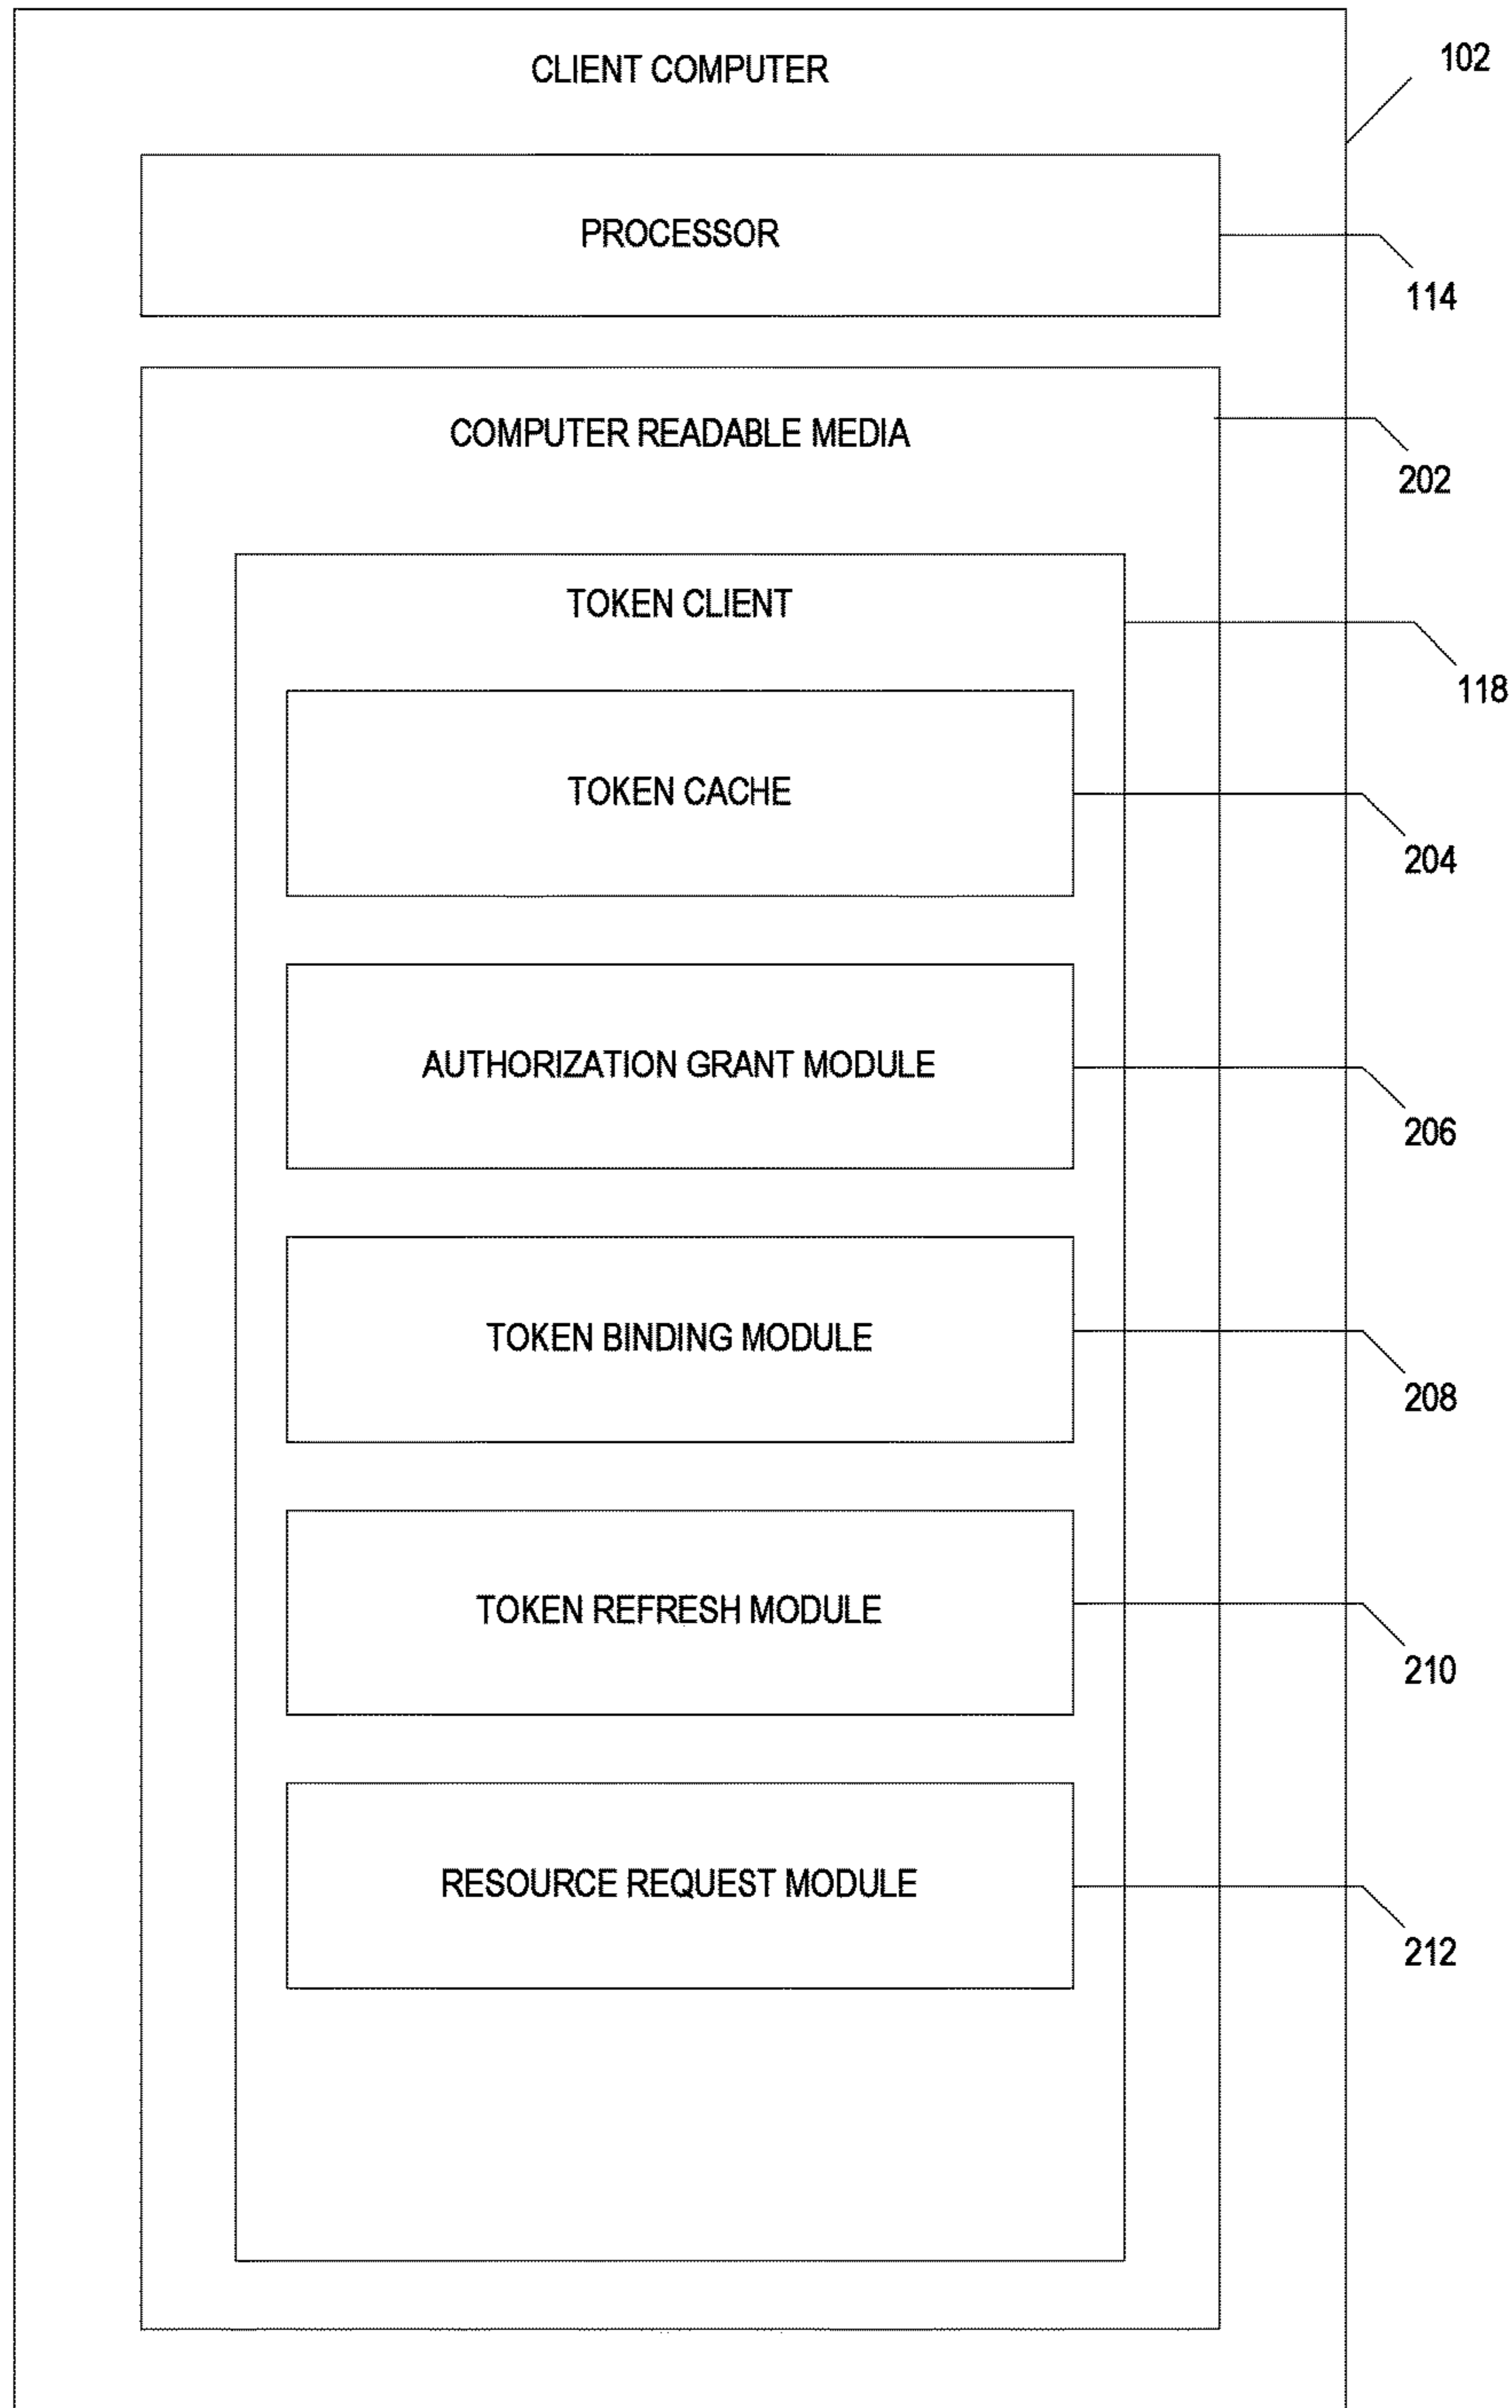 CLIENT COMPUTER
102
PROCESSOR
114
COMPUTER READABLE MEDIA
202
TOKEN CLIENT
118
TOKEN CACHE
204
AUTHORIZATION GRANT MODULE
206
TOKEN BINDING MODULE
208
TOKEN REFRESH MODULE
210
RESOURCE REQUEST MODULE
212